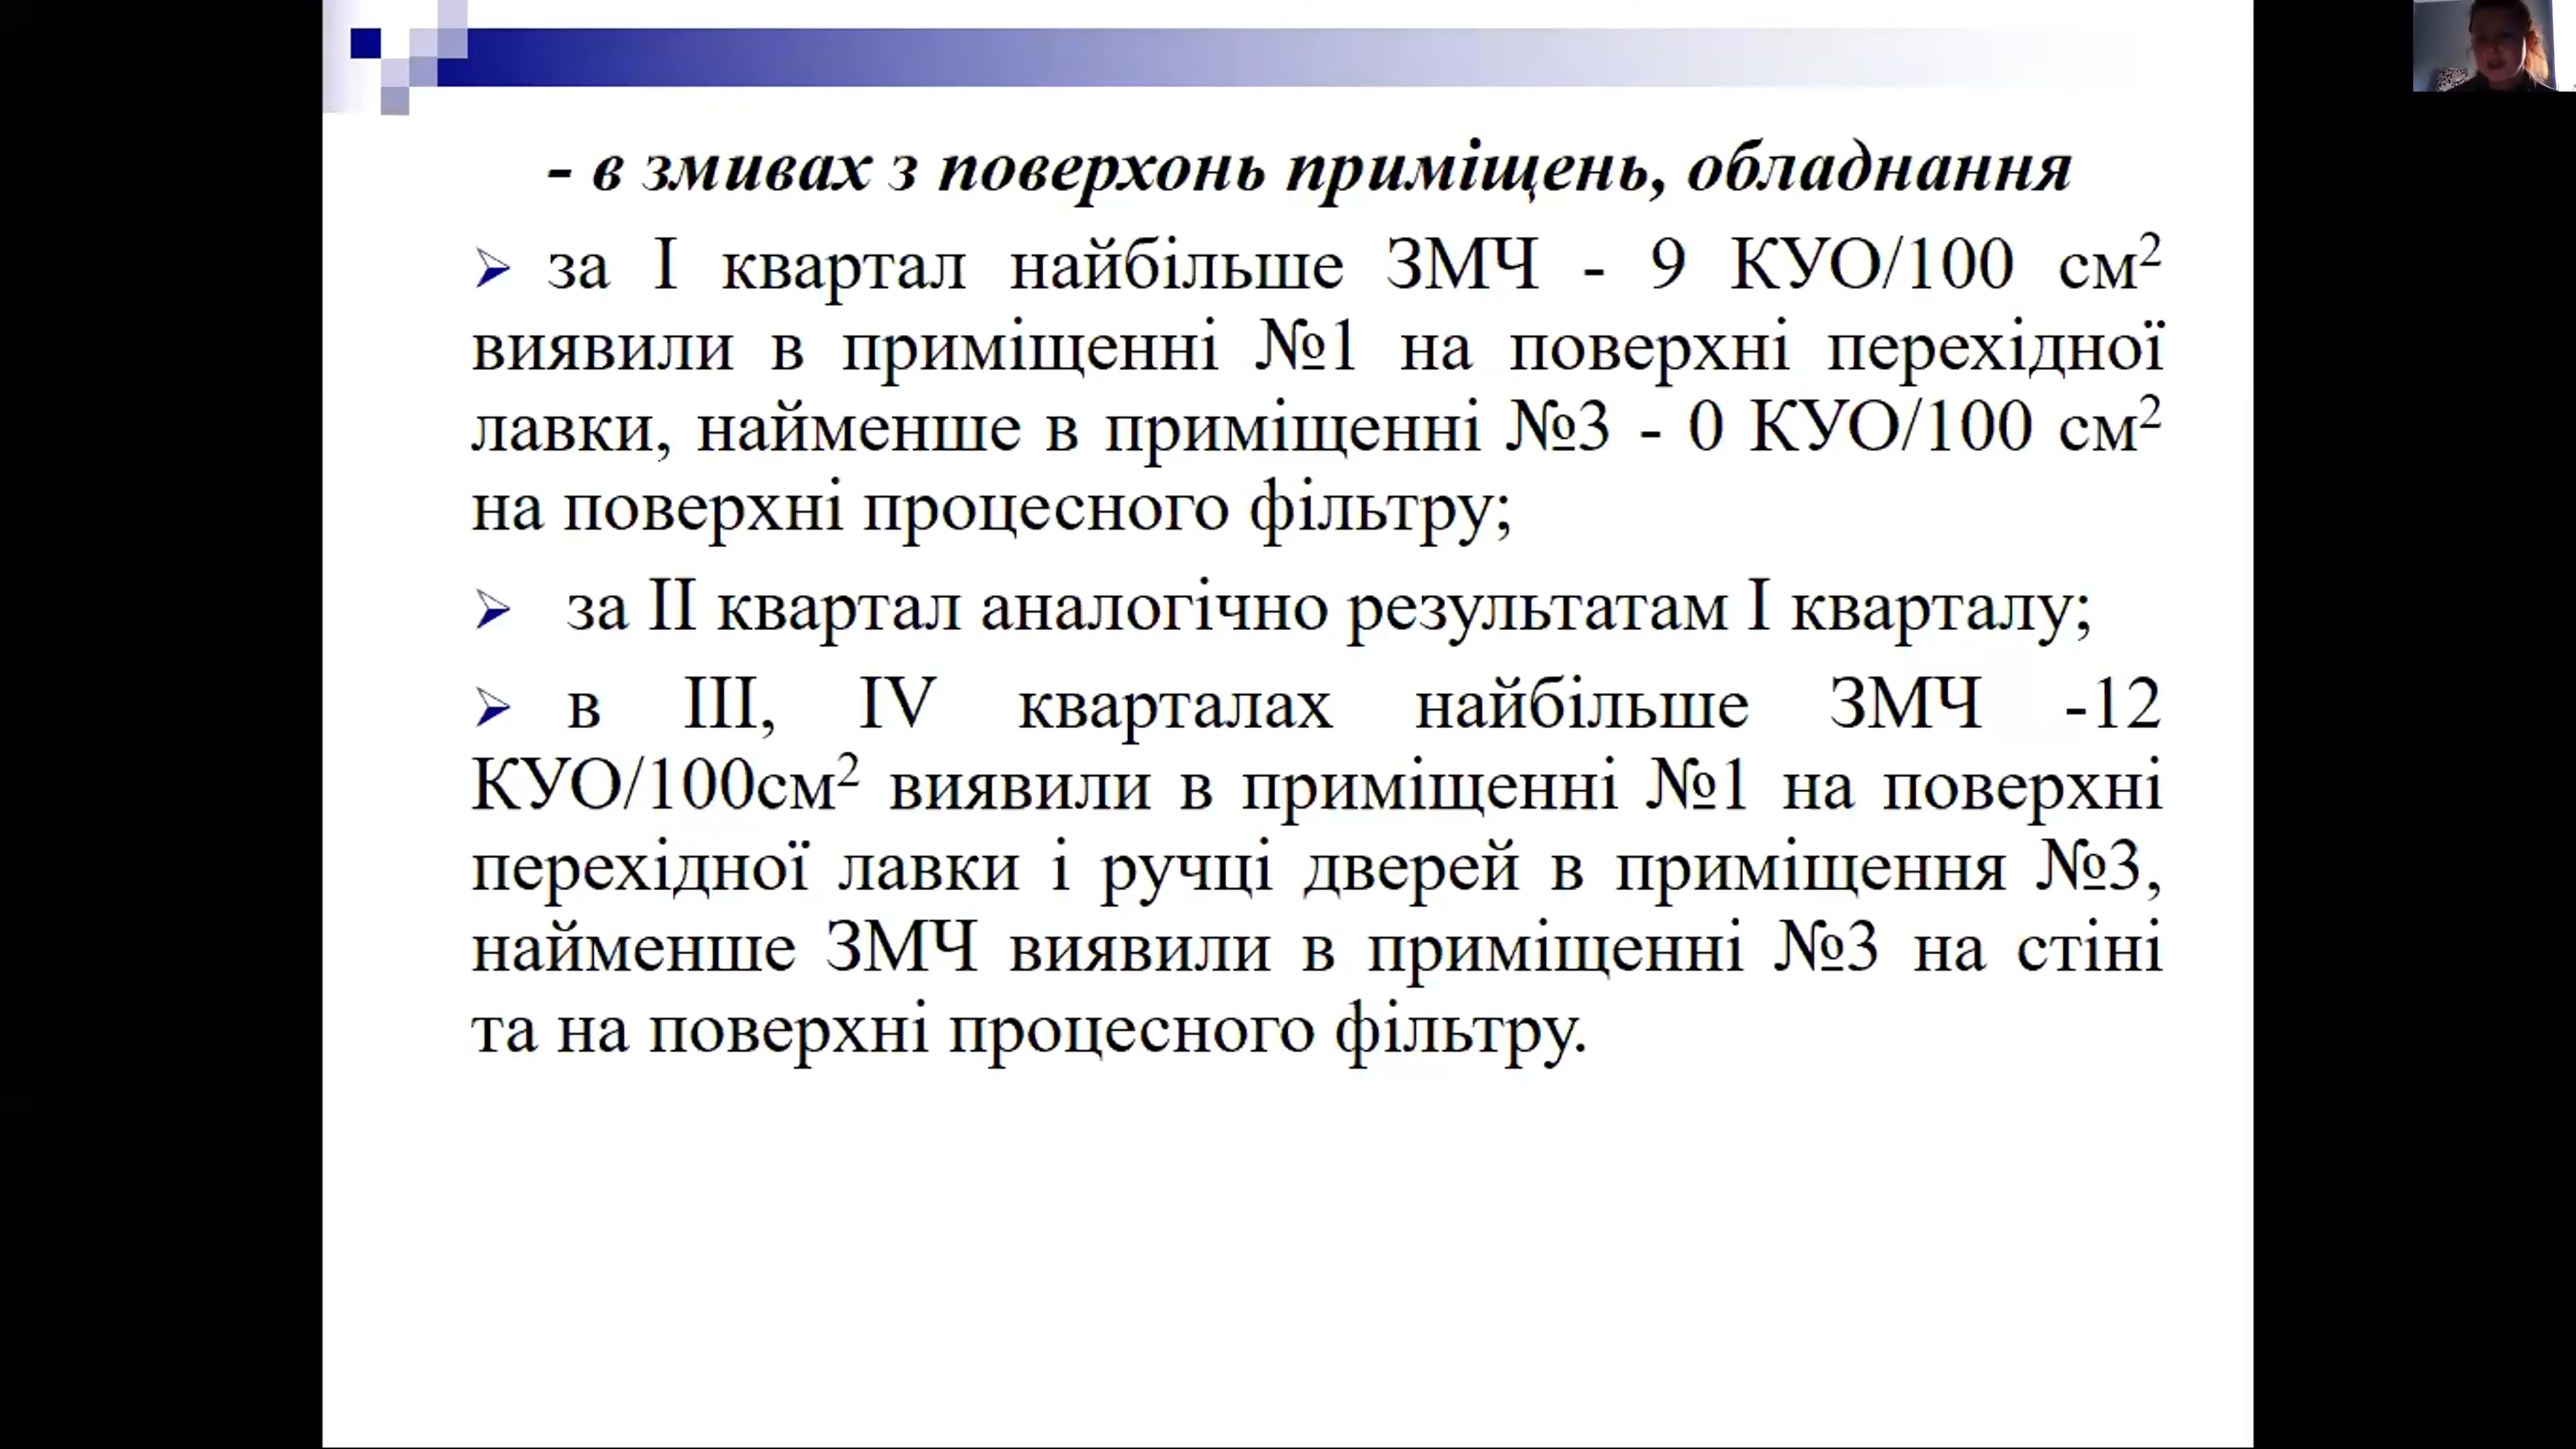 - в змивах з поверхонь приміщень, обладнання
за І квартал найбільше ЗМЧ - 9 КУО/100 см²
виявили в приміщенні №1 на поверхні перехідної
лавки, найменше в приміщенні №3 - 0 КУО/100 см²
на поверхні процесного фільтру;
за ІІ квартал аналогічно результатам І кварталу;
в ІІІ, IV кварталах найбільше ЗМЧ -12
КУО/100см² виявили в приміщенні №1 на поверхні
перехідної лавки і ручці дверей в приміщення №3,
найменше ЗМЧ виявили в приміщенні №3 на стіні
та на поверхні процесного фільтру.